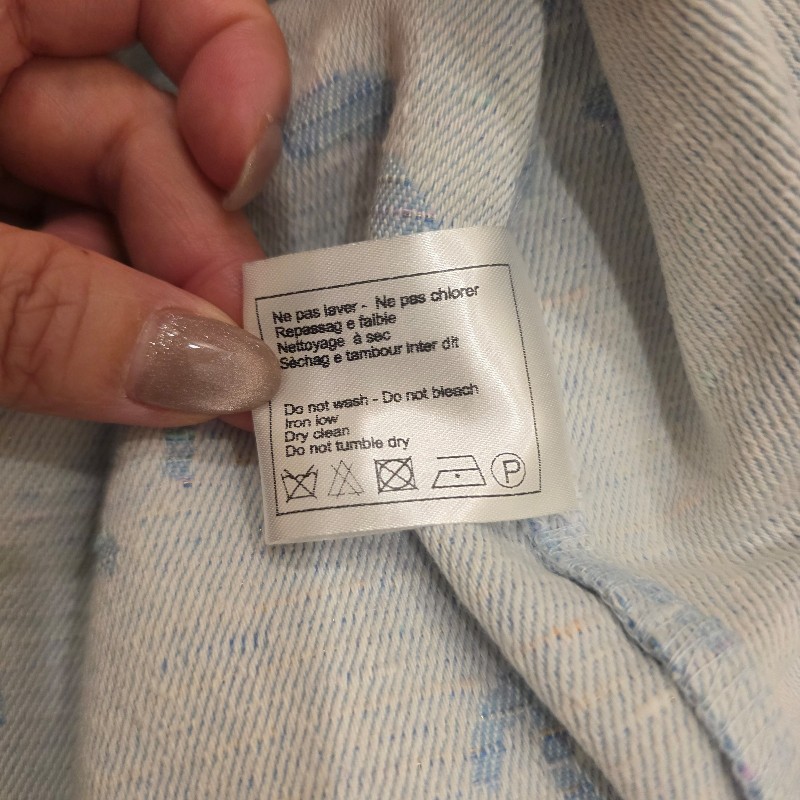 Ne pas laver - Ne pas chlorer
Repassag e faible
Nettoyage à sec
Sèchag e tambour inter dit
Do not wash - Do not bleach
Iron low
Dry clean
Do not tumble dry
P